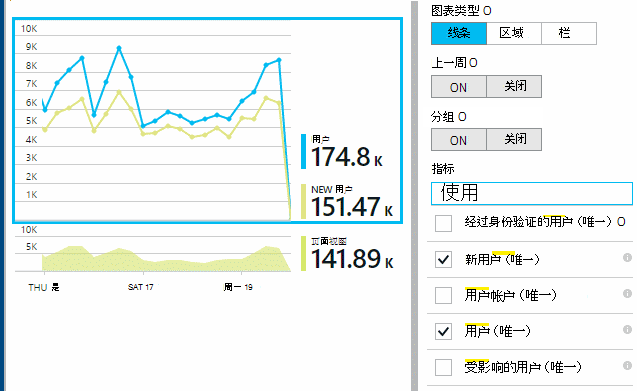 10K
9K
8K
7K
6K
5K
4K
3K
2K
1K
用户
174.8 K
NEW 用户
151.47 K
10K
5K
页面视图
141.89 K
THU 是
SAT 17
周一 19
图表类型 O
线条 区域 栏
上一周 O
ON 关闭
分组 O
ON 关闭
指标
使用
经过身份验证的用户 (唯一) O
新用户 (唯一)
用户帐户 (唯一)
用户 (唯一)
受影响的用户 (唯一)